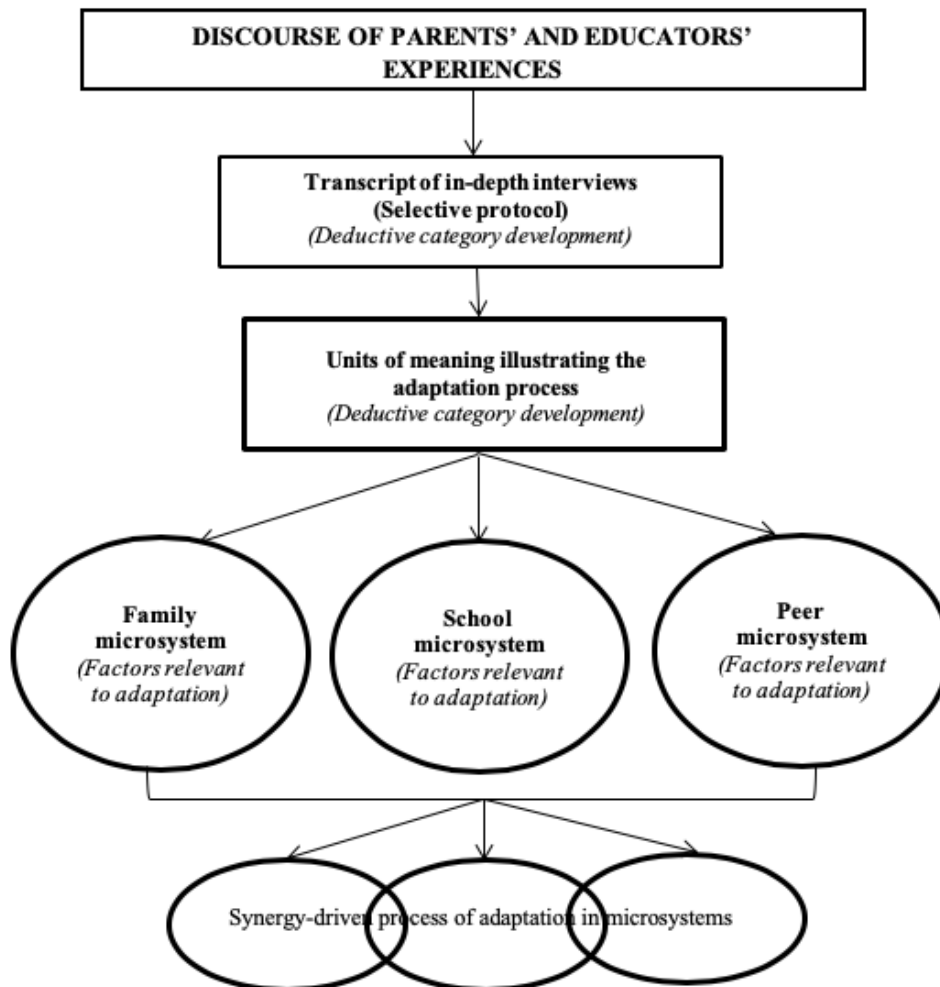 DISCOURSE OF PARENTS’ AND EDUCATORS’
EXPERIENCES
Transcript of in-depth interviews
(Selective protocol)
(Deductive category development)
Units of meaning illustrating the
adaptation process
(Deductive category development)
Family
microsystem
(Factors relevant
to adaptation)
School
microsystem
(Factors relevant
to adaptation)
Peer
microsystem
(Factors relevant
to adaptation)
Synergy-driven process of adaptation in microsystems